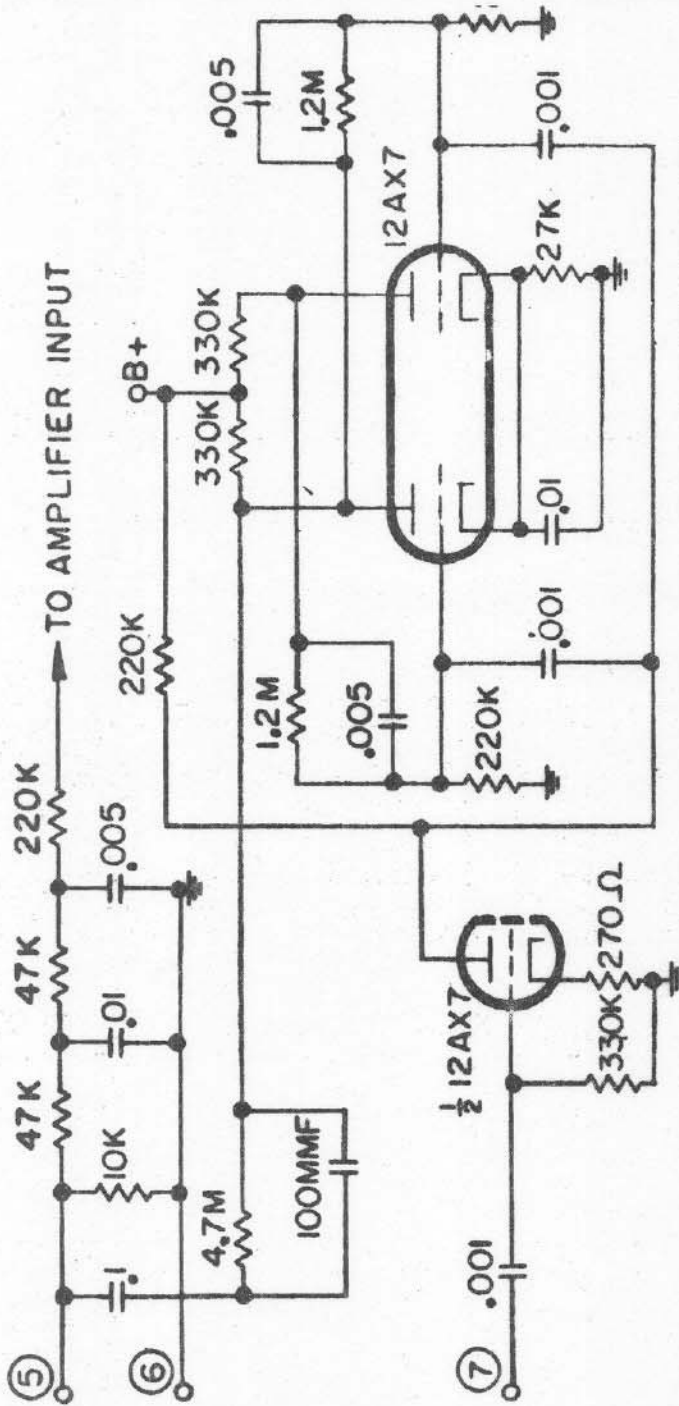 TO AMPLIFIER INPUT
⑤
47K
47K
220K
.1
10K
.01
.005
⑥
4.7M
100MMF
220K
B+
330K
330K
.005
1.2M
1.2M
.005
220K
12AX7
.001
.01
27K
.001
⑦
.001
½ 12AX7
330K
270Ω